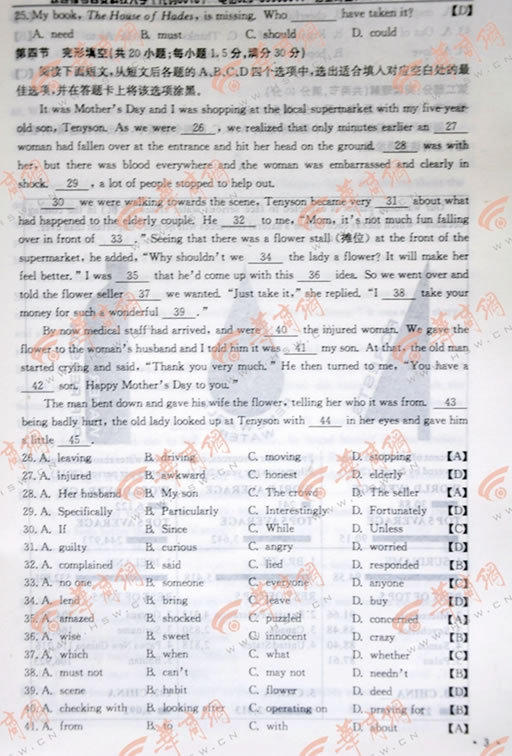 25. My book, The House of Hades, is missing. Who ____ have taken it? 【D】
A. need B. must C. should D. could
第四节 完形填空(共20小题;每小题1.5分,满分30分)
阅读下面短文,从短文后各题的A、B、C、D四个选项中,选出适合填入对应空白处的最
佳选项,并在答题卡上将该选项涂黑。
It was Mother's Day and I was shopping at the local supermarket with my five-year-
old son, Tenyson. As we were 26 , we realized that only minutes earlier an 27
woman had fallen over at the entrance and hit her head on the ground. 28 was with
her, but there was blood everywhere and the woman was embarrassed and clearly in
shock. 29 , a lot of people stopped to help out.
30 we were walking towards the scene, Tenyson became very 31 about what
had happened to the elderly couple. He 32 to me, "Mom, it's not much fun falling
over in front of 33 ." Seeing that there was a flower stall (摊位) at the front of the
supermarket, he added, "Why shouldn't we 34 the lady a flower? It will make her
feel better." I was 35 that he'd come up with this 36 idea. So we went over and
told the flower seller 37 we wanted. "Just take it," she replied. "I 38 take your
money for such a wonderful 39 ."
By now medical staff had arrived, and were 40 the injured woman. We gave the
flower to the woman's husband and I told him it was 41 my son. At that, the old man
started crying and said, "Thank you very much." He then turned to me, "You have a
42 son. Happy Mother's Day to you."
The man bent down and gave his wife the flower, telling her who it was from. 43
being badly hurt, the old lady looked up at Tenyson with 44 in her eyes and gave him
a little 45 .
26. A. leaving B. driving C. moving D. stopping 【A】
27. A. injured B. awkward C. honest D. elderly 【D】
28. A. Her husband B. My son C. The crowd D. The seller 【A】
29. A. Specifically B. Particularly C. Interestingly D. Fortunately 【D】
30. A. If B. Since C. While D. Unless 【C】
31. A. guilty B. curious C. angry D. worried 【D】
32. A. complained B. said C. lied D. responded 【B】
33. A. no one B. someone C. everyone D. anyone 【C】
34. A. lend B. bring C. leave D. buy 【D】
35. A. amazed B. shocked C. puzzled D. concerned 【A】
36. A. wise B. sweet C. innocent D. crazy 【B】
37. A. which B. when C. what D. whether 【C】
38. A. must not B. can't C. may not D. needn't 【B】
39. A. scene B. habit C. flower D. deed 【D】
40. A. checking with B. looking after C. operating on D. praying for 【B】
41. A. from B. to C. with D. about 【A】
· 3 ·